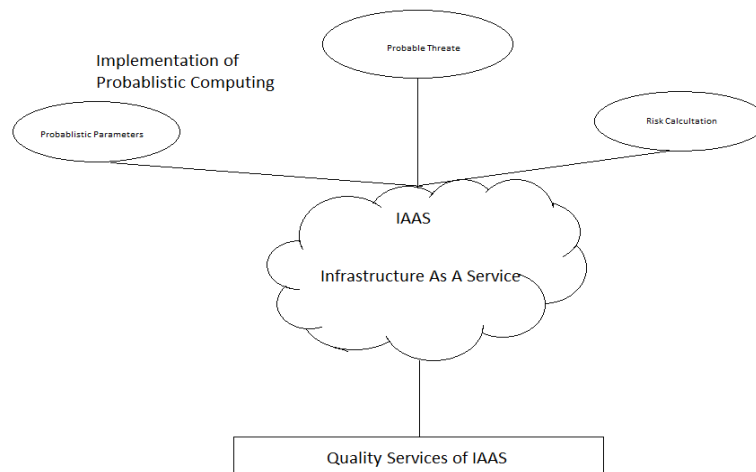 Probable Threate
Implementation of
Probablistic Computing
Probablistic Parameters
Risk Calcultation
IAAS
Infrastructure As A Service
Quality Services of IAAS